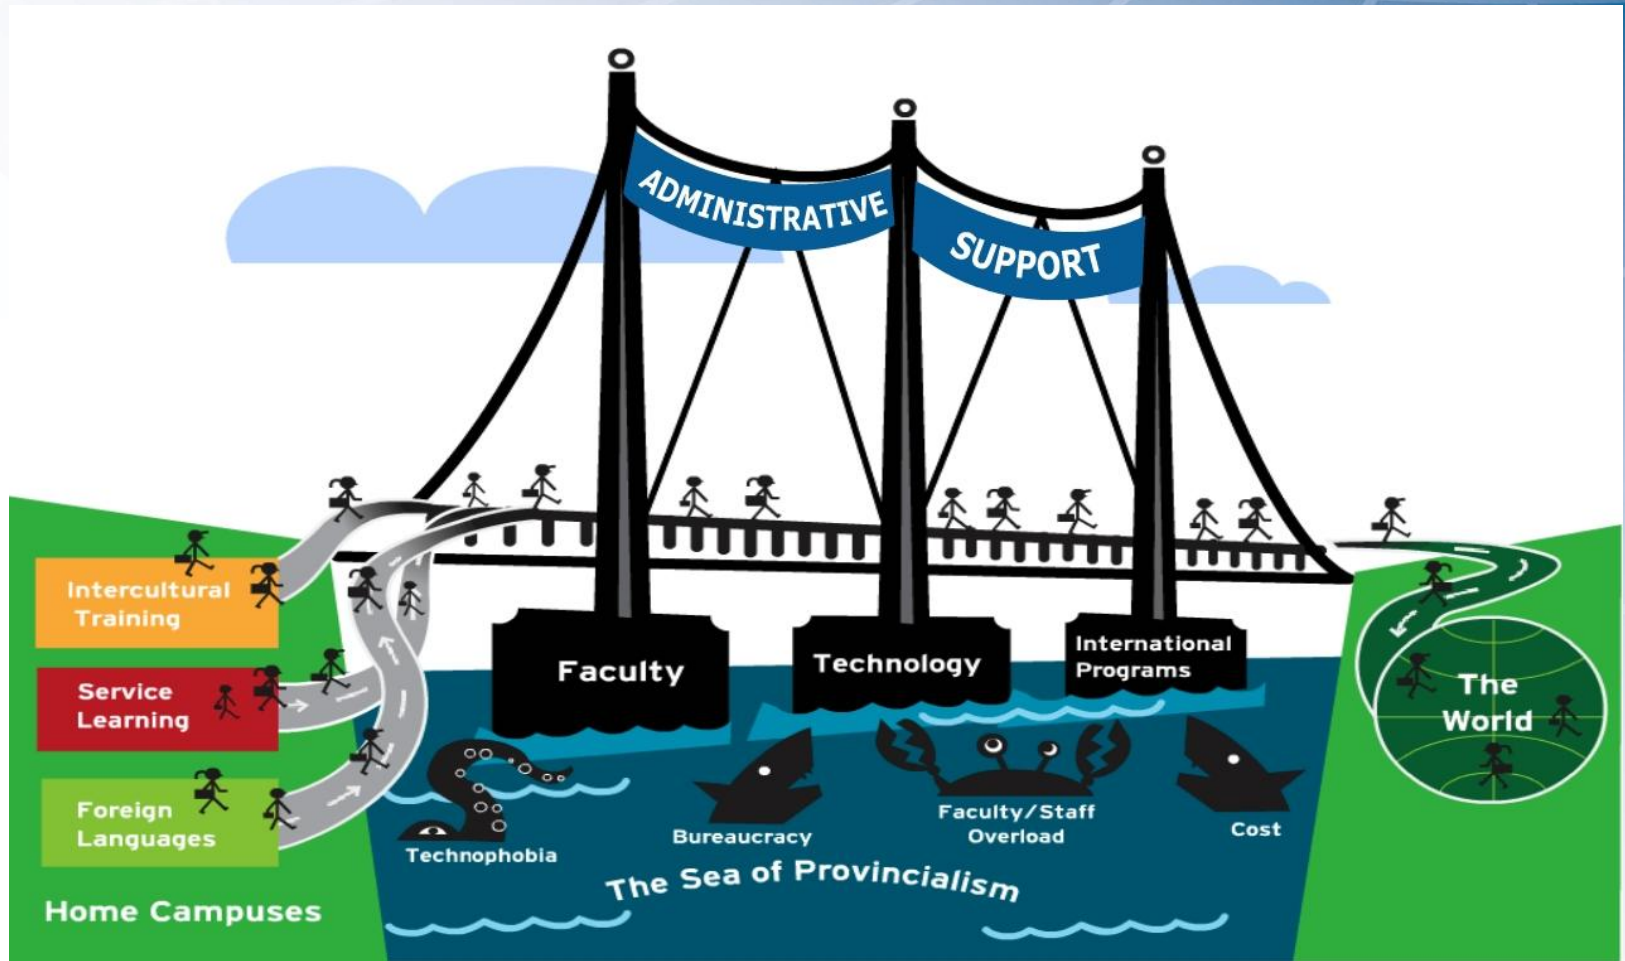 ADMINISTRATIVE
SUPPORT
Intercultural
Training
Service
Learning
Foreign
Languages
Home Campuses
Faculty
Technology
International
Programs
The
World
Technophobia
Bureaucracy
Faculty/Staff
Overload
Cost
The Sea of Provincialism